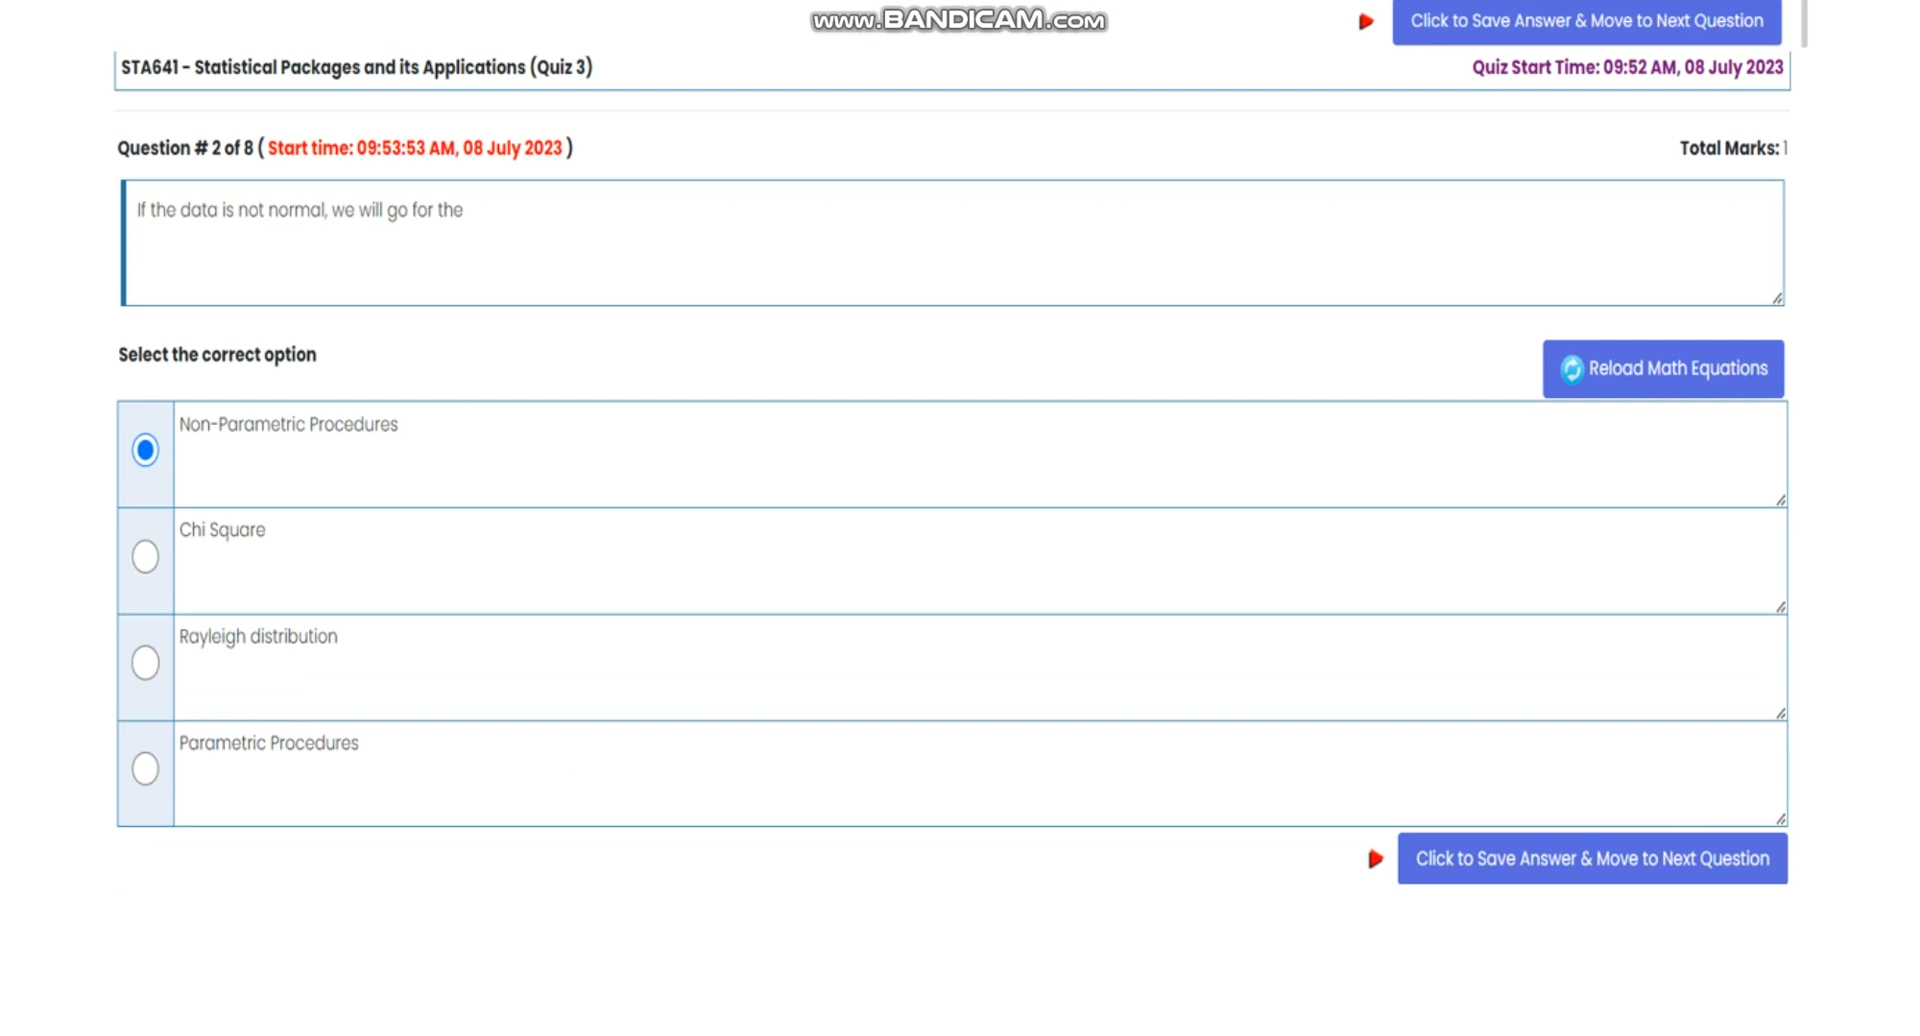 www.BANDICAM.COM
Click to Save Answer & Move to Next Question
STA641 - Statistical Packages and its Applications (Quiz 3)
Quiz Start Time: 09:52 AM, 08 July 2023
Question # 2 of 8 ( Start time: 09:53:53 AM, 08 July 2023 )
Total Marks: 1
If the data is not normal, we will go for the
Select the correct option
Reload Math Equations
Non-Parametric Procedures
Chi Square
Rayleigh distribution
Parametric Procedures
Click to Save Answer & Move to Next Question